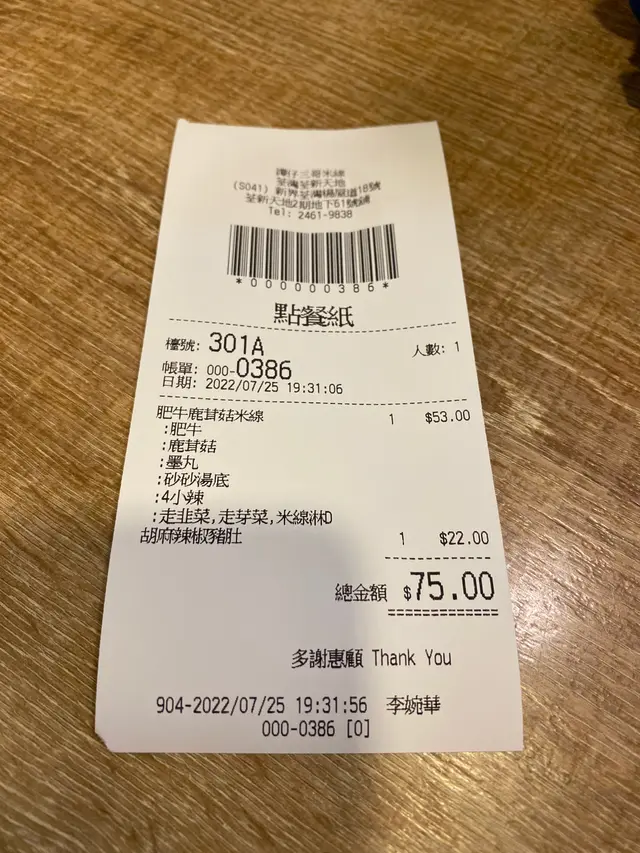 譚仔三哥米線
荃灣荃新天地
(S041) 新界荃灣楊屋道18號
荃新天地2期地下61號舖
Tel: 2461-9838
*000000386*
點餐紙
檯號: 301A
人數: 1
帳單: 000-0386
日期: 2022/07/25 19:31:06
肥牛鹿茸菇米線 1 $53.00
:肥牛
:鹿茸菇
:墨丸
:砂砂湯底
:4小辣
:走韭菜,走芽菜,米線淋D
胡麻辣椒豬肚 1 $22.00
總金額 $75.00
多謝惠顧 Thank You
904-2022/07/25 19:31:56 李婉華
000-0386 [0]